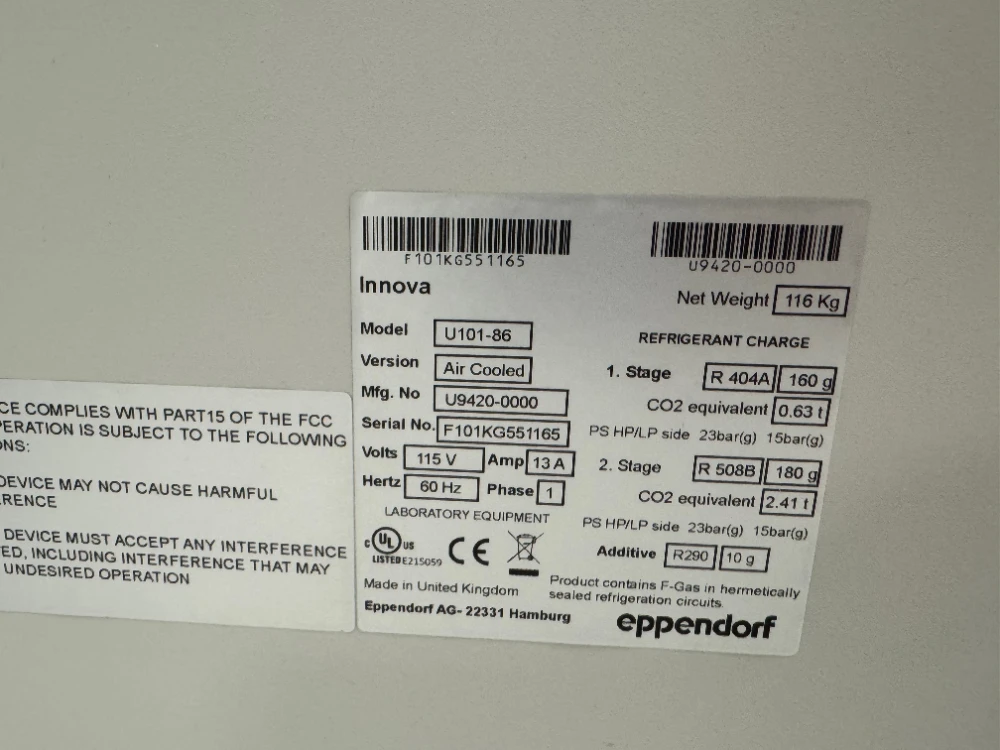 CE COMPLIES WITH PART15 OF THE FCC
PERATION IS SUBJECT TO THE FOLLOWING
ONS:
DEVICE MAY NOT CAUSE HARMFUL
RENCE
DEVICE MUST ACCEPT ANY INTERFERENCE
ED, INCLUDING INTERFERENCE THAT MAY
UNDESIRED OPERATION
F101KG551165
U9420-0000
Innova
Net Weight 116 Kg
Model U101-86
Version Air Cooled
Mfg. No U9420-0000
Serial No. F101KG551165
Volts 115 V Amp 13 A
Hertz 60 Hz Phase 1
LABORATORY EQUIPMENT
C UL US
LISTED E215059
CE
Made in United Kingdom
Eppendorf AG- 22331 Hamburg
REFRIGERANT CHARGE
1. Stage R 404A 160 g
CO2 equivalent 0.63 t
PS HP/LP side 23bar(g) 15bar(g)
2. Stage R 508B 180 g
CO2 equivalent 2.41 t
PS HP/LP side 23bar(g) 15bar(g)
Additive R290 10 g
Product contains F-Gas in hermetically
sealed refrigeration circuits.
eppendorf